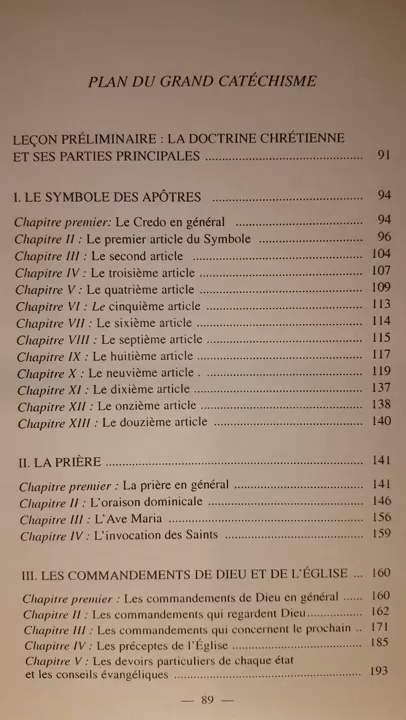 PLAN DU GRAND CATÉCHISME
LEÇON PRÉLIMINAIRE : LA DOCTRINE CHRÉTIENNE
ET SES PARTIES PRINCIPALES ........................................ 91
I. LE SYMBOLE DES APÔTRES ........................................ 94
Chapitre premier: Le Credo en général ........................................ 94
Chapitre II : Le premier article du Symbole ........................................ 96
Chapitre III : Le second article ........................................ 104
Chapitre IV : Le troisième article ........................................ 107
Chapitre V : Le quatrième article ........................................ 109
Chapitre VI : Le cinquième article ........................................ 113
Chapitre VII : Le sixième article ........................................ 114
Chapitre VIII : Le septième article ........................................ 115
Chapitre IX : Le huitième article ........................................ 117
Chapitre X : Le neuvième article . ........................................ 119
Chapitre XI : Le dixième article ........................................ 137
Chapitre XII : Le onzième article ........................................ 138
Chapitre XIII : Le douzième article ........................................ 140
II. LA PRIÈRE ........................................ 141
Chapitre premier : La prière en général ........................................ 141
Chapitre II : L'oraison dominicale ........................................ 146
Chapitre III : L'Ave Maria ........................................ 156
Chapitre IV : L'invocation des Saints ........................................ 159
III. LES COMMANDEMENTS DE DIEU ET DE L'ÉGLISE ... 160
Chapitre premier : Les commandements de Dieu en général ...... 160
Chapitre II : Les commandements qui regardent Dieu............... 162
Chapitre III : Les commandements qui concernent le prochain .. 171
Chapitre IV : Les préceptes de l'Église ........................................ 185
Chapitre V : Les devoirs particuliers de chaque état
et les conseils évangéliques ........................................ 193
— 89 —